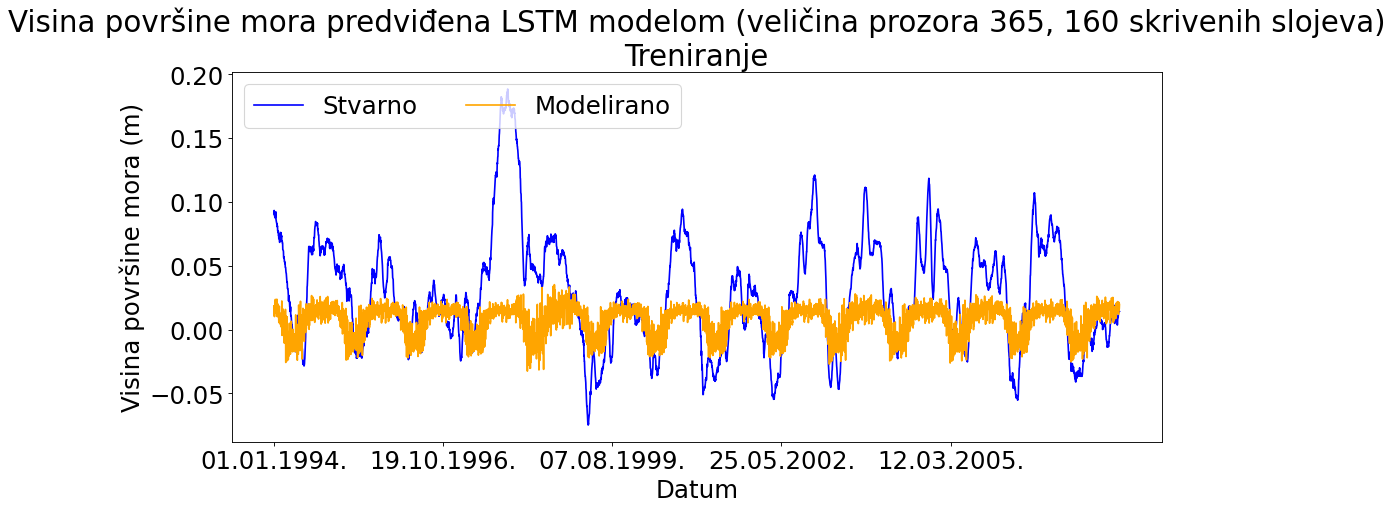 Visina površine mora predviđena LSTM modelom (veličina prozora 365, 160 skrivenih slojeva)
Treniranje
Stvarno Modelirano
Visina površine mora (m)
0.20
0.15
0.10
0.05
0.00
−0.05
01.01.1994. 19.10.1996. 07.08.1999. 25.05.2002. 12.03.2005.
Datum